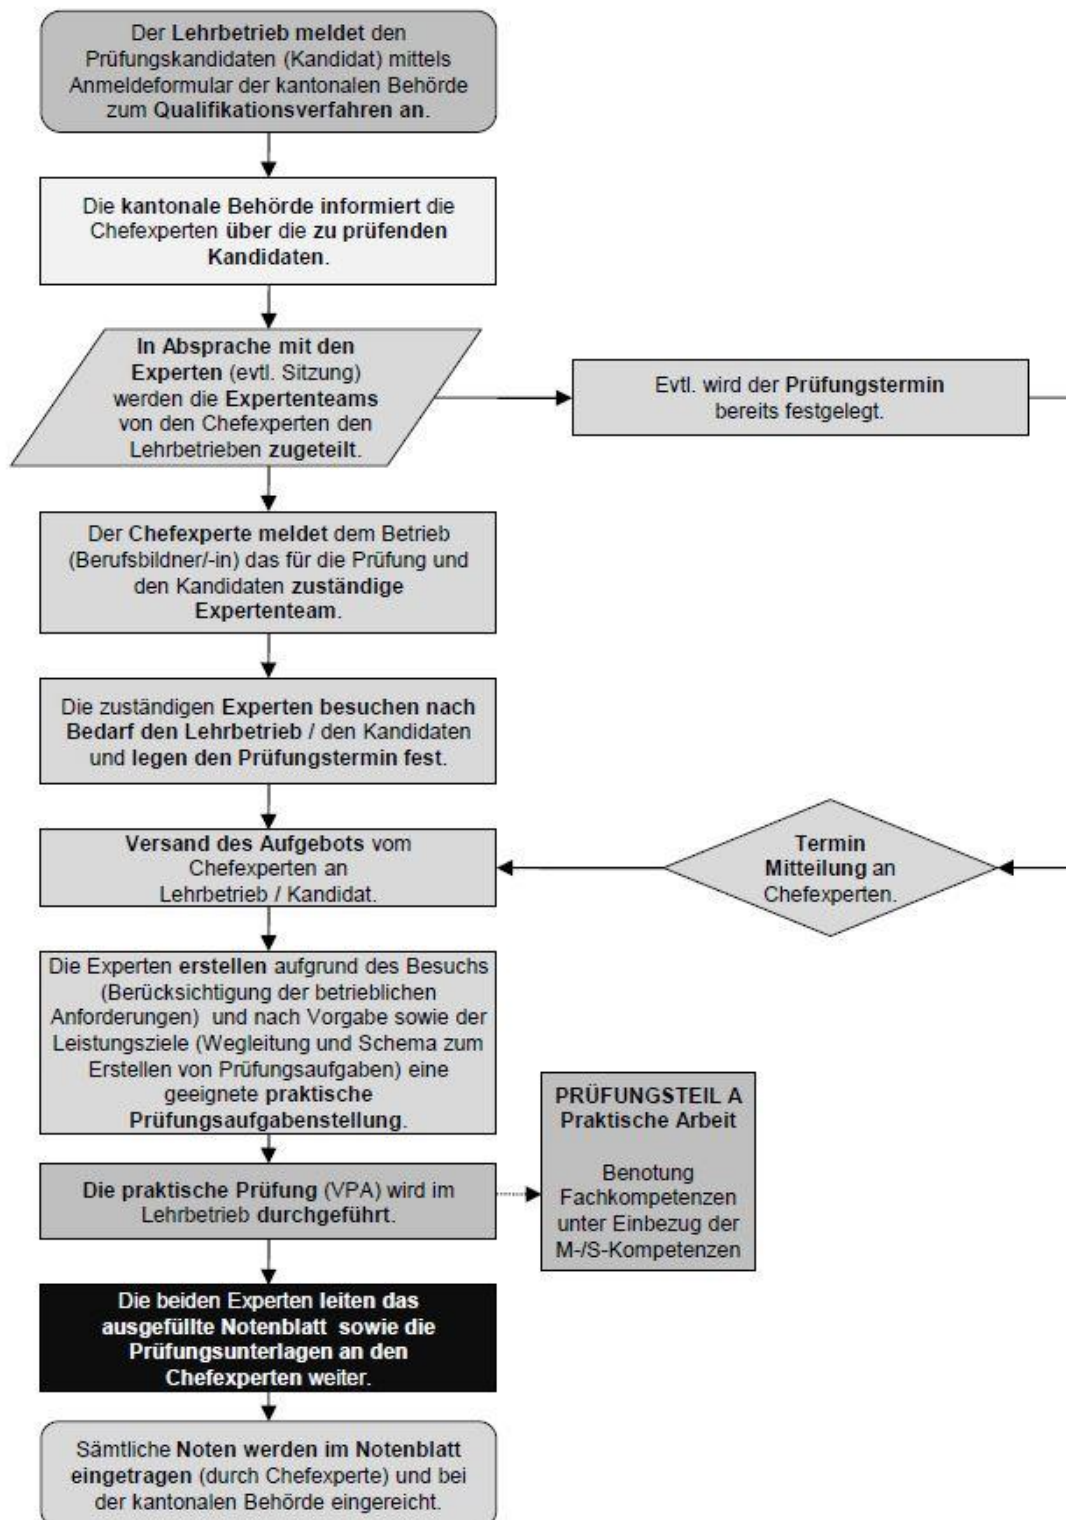 Der Lehrbetrieb meldet den
Prüfungskandidaten (Kandidat) mittels
Anmeldeformular der kantonalen Behörde
zum Qualifikationsverfahren an.
Die kantonale Behörde informiert die
Chefexperten über die zu prüfenden
Kandidaten.
In Absprache mit den
Experten (evtl. Sitzung)
werden die Expertenteams
von den Chefexperten den
Lehrbetrieben zugeteilt.
Evtl. wird der Prüfungstermin
bereits festgelegt.
Der Chefexperte meldet dem Betrieb
(Berufsbildner/-in) das für die Prüfung und
den Kandidaten zuständige
Expertenteam.
Die zuständigen Experten besuchen nach
Bedarf den Lehrbetrieb / den Kandidaten
und legen den Prüfungstermin fest.
Versand des Aufgebots vom
Chefexperten an
Lehrbetrieb / Kandidat.
Termin
Mitteilung an
Chefexperten.
Die Experten erstellen aufgrund des Besuchs
(Berücksichtigung der betrieblichen
Anforderungen) und nach Vorgabe sowie der
Leistungsziele (Wegleitung und Schema zum
Erstellen von Prüfungsaufgaben) eine
geeignete praktische
Prüfungsaufgabenstellung.
PRÜFUNGSTEIL A
Praktische Arbeit
Benotung
Fachkompetenzen
unter Einbezug der
M-/S-Kompetenzen
Die praktische Prüfung (VPA) wird im
Lehrbetrieb durchgeführt.
Die beiden Experten leiten das
ausgefüllte Notenblatt sowie die
Prüfungsunterlagen an den
Chefexperten weiter.
Sämtliche Noten werden im Notenblatt
eingetragen (durch Chefexperte) und bei
der kantonalen Behörde eingereicht.